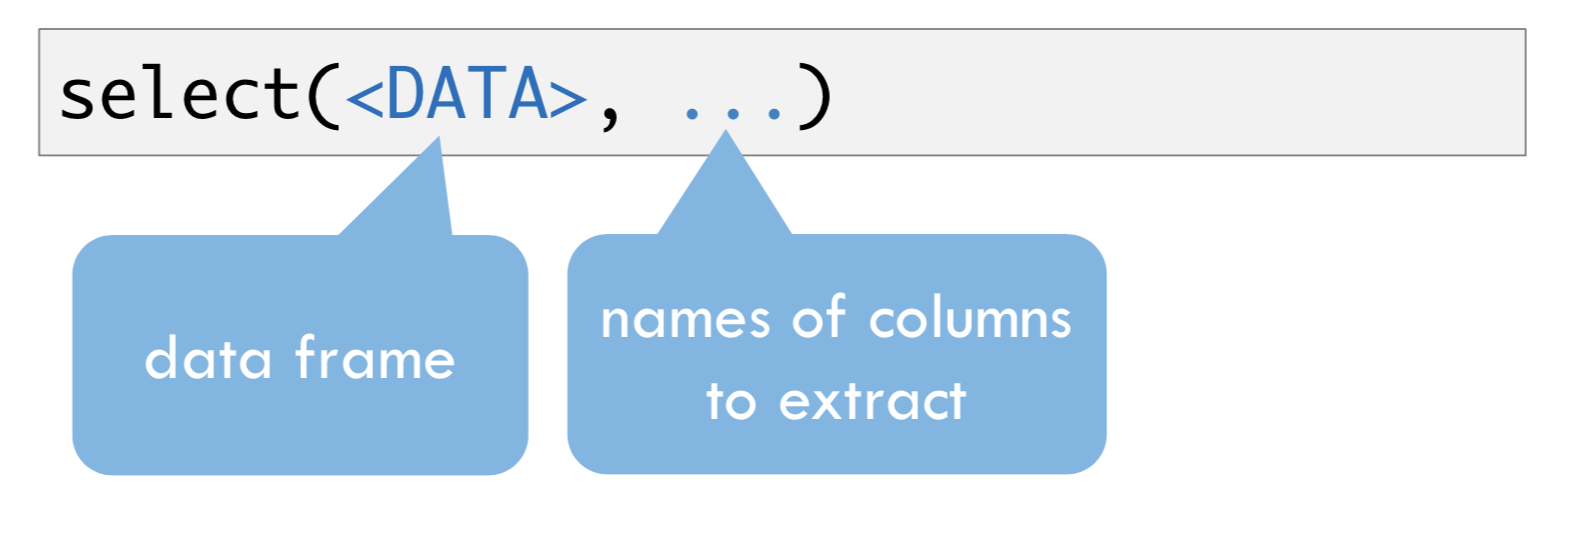 select(<DATA>, ...)
data frame
names of columns
to extract